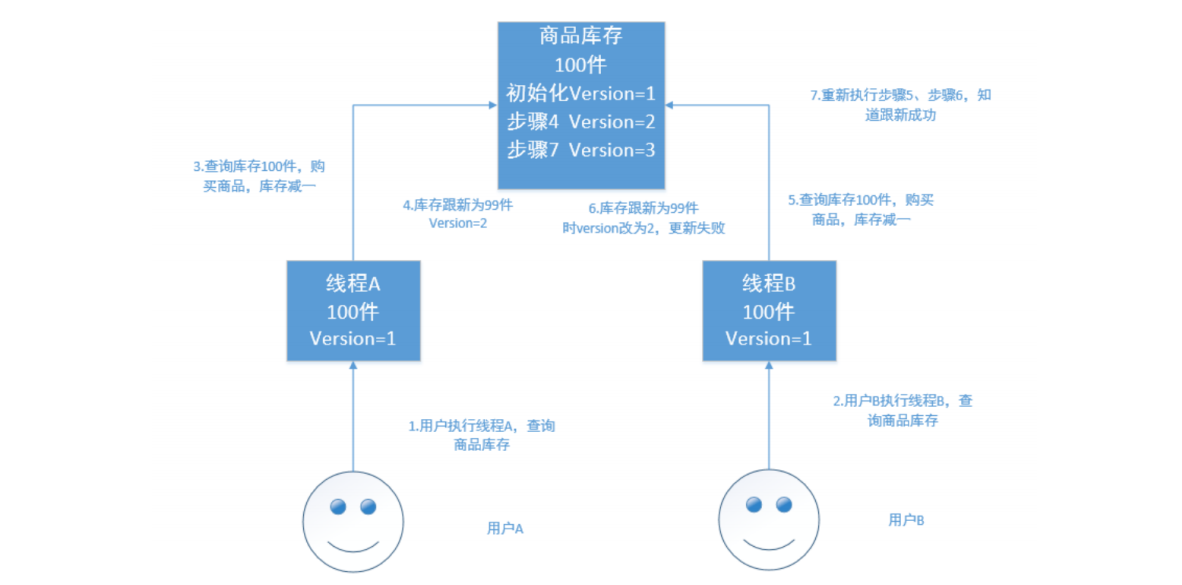 商品库存
100件
初始化Version=1
步骤4 Version=2
步骤7 Version=3
7.重新执行步骤5、步骤6，知
道跟新成功
3.查询库存100件，购
买商品，库存减一
4.库存跟新为99件
Version=2
6.库存跟新为99件
时version改为2，更新失败
5.查询库存100件，购买
商品，库存减一
线程A
100件
Version=1
线程B
100件
Version=1
1.用户执行线程A，查询
商品库存
2.用户B执行线程B，查
询商品库存
用户A
用户B